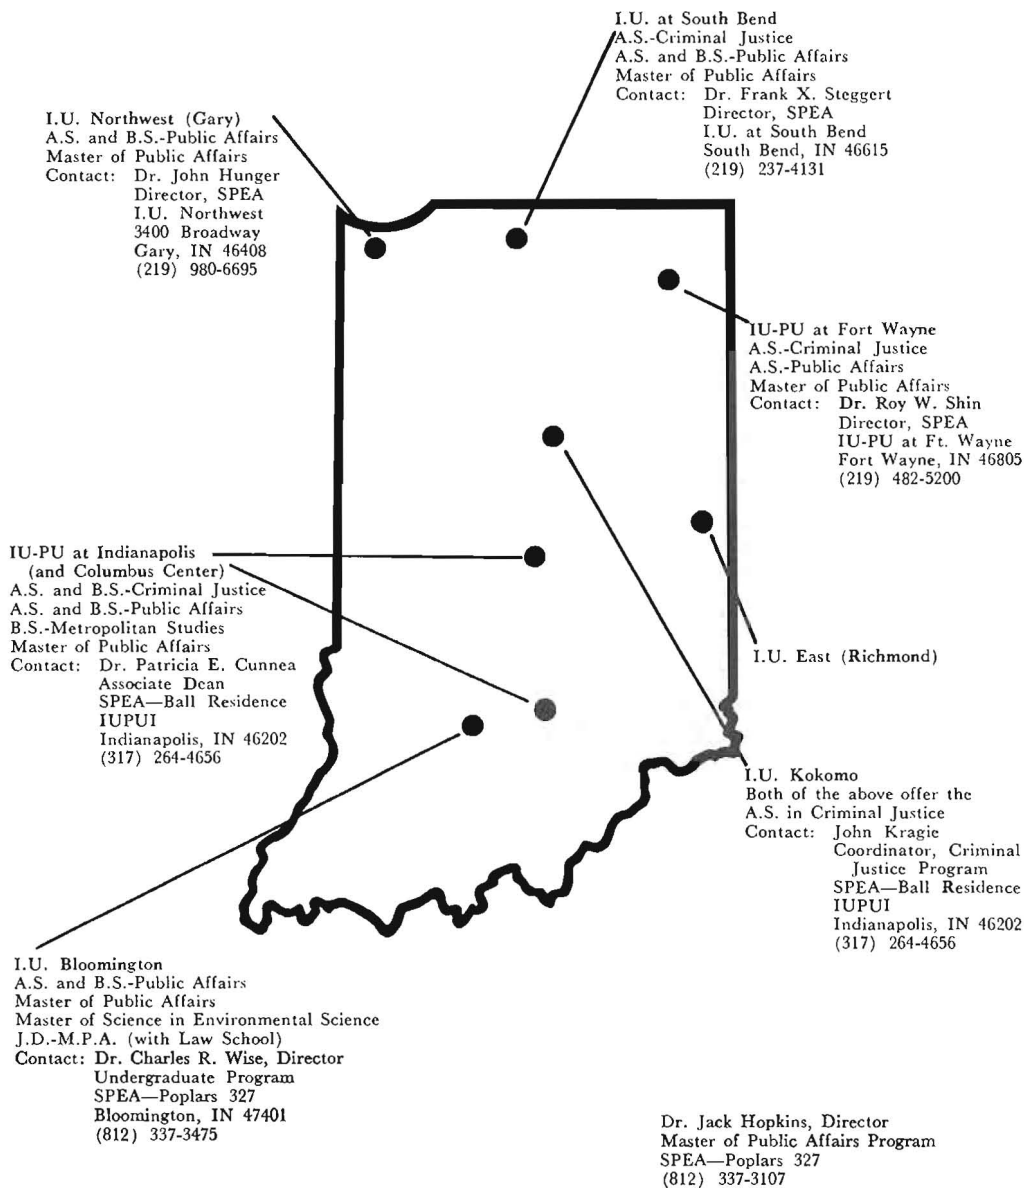 I.U. at South Bend
A.S.-Criminal Justice
A.S. and B.S.-Public Affairs
Master of Public Affairs
Contact: Dr. Frank X. Steggert
Director, SPEA
I.U. at South Bend
South Bend, IN 46615
(219) 237-4131
I.U. Northwest (Gary)
A.S. and B.S.-Public Affairs
Master of Public Affairs
Contact: Dr. John Hunger
Director, SPEA
I.U. Northwest
3400 Broadway
Gary, IN 46408
(219) 980-6695
IU-PU at Fort Wayne
A.S.-Criminal Justice
A.S.-Public Affairs
Master of Public Affairs
Contact: Dr. Roy W. Shin
Director, SPEA
IU-PU at Ft. Wayne
Fort Wayne, IN 46805
(219) 482-5200
IU-PU at Indianapolis
(and Columbus Center)
A.S. and B.S.-Criminal Justice
A.S. and B.S.-Public Affairs
B.S.-Metropolitan Studies
Master of Public Affairs
Contact: Dr. Patricia E. Cunnea
Associate Dean
SPEA—Ball Residence
IUPUI
Indianapolis, IN 46202
(317) 264-4656
I.U. East (Richmond)
I.U. Kokomo
Both of the above offer the
A.S. in Criminal Justice
Contact: John Kragie
Coordinator, Criminal
Justice Program
SPEA—Ball Residence
IUPUI
Indianapolis, IN 46202
(317) 264-4656
I.U. Bloomington
A.S. and B.S.-Public Affairs
Master of Public Affairs
Master of Science in Environmental Science
J.D.-M.P.A. (with Law School)
Contact: Dr. Charles R. Wise, Director
Undergraduate Program
SPEA—Poplars 327
Bloomington, IN 47401
(812) 337-3475
Dr. Jack Hopkins, Director
Master of Public Affairs Program
SPEA—Poplars 327
(812) 337-3107